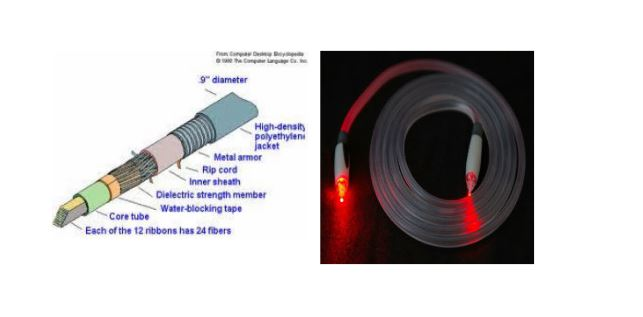 From Computer Desktop Encyclopedia
© 1998 The Computer Language Co. Inc.
.9" diameter
High-density
polyethylen
jacket
Metal armor
Rip cord
Inner sheath
Dielectric strength member
Water-blocking tape
Core tube
Each of the 12 ribbons has 24 fibers